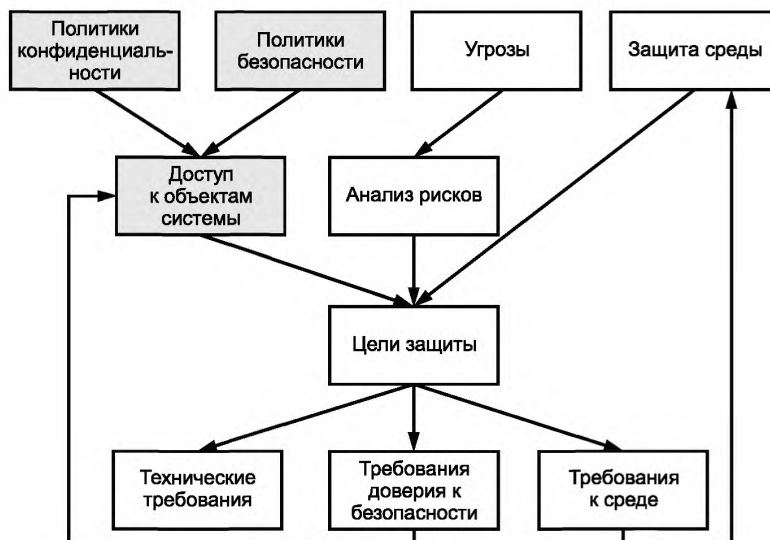 Политики
конфиденциаль-
ности
Политики
безопасности
Угрозы
Защита среды
Доступ
к объектам
системы
Анализ рисков
Цели защиты
Технические
требования
Требования
доверия к
безопасности
Требования
к среде